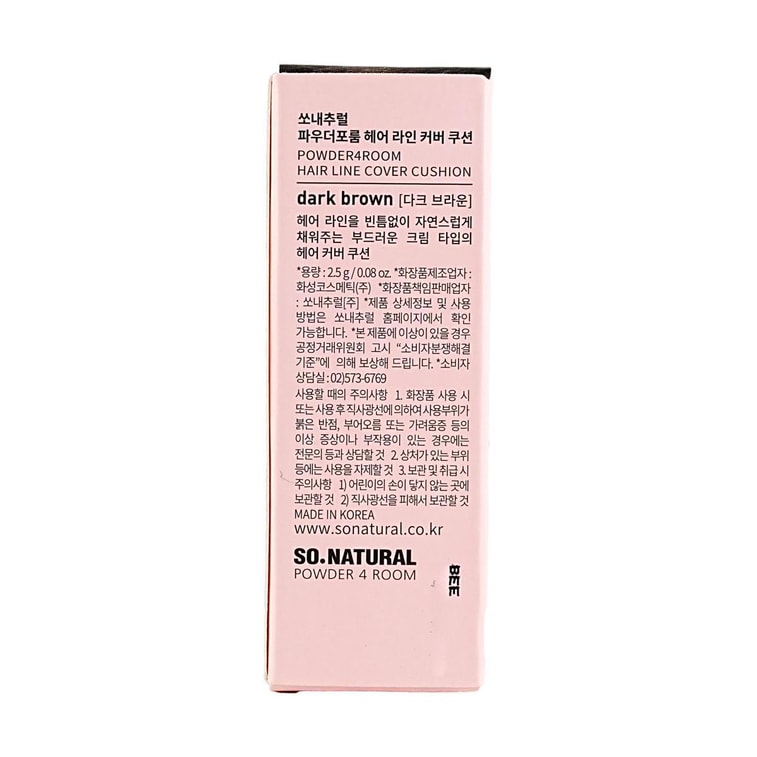 쏘내추럴
파우더포룸 헤어 라인 커버 쿠션
POWDER4ROOM
HAIR LINE COVER CUSHION
dark brown [다크 브라운]
헤어 라인을 빈틈없이 자연스럽게
채워주는 부드러운 크림 타입의
헤어 커버 쿠션
*용량 : 2.5 g / 0.08 oz. *화장품제조업자 :
화성코스메틱(주) *화장품책임판매업자
: 쏘내추럴[주] *제품 상세정보 및 사용
방법은 쏘내추럴 홈페이지에서 확인
가능합니다. *본 제품에 이상이 있을 경우
공정거래위원회 고시 “소비자분쟁해결
기준”에 의해 보상해 드립니다. *소비자
상담실 : 02)573-6769
사용할 때의 주의사항 1. 화장품 사용 시
또는 사용 후 직사광선에 의하여 사용부위가
붉은 반점, 부어오름 또는 가려움증 등의
이상 증상이나 부작용이 있는 경우에는
전문의 등과 상담할 것 2. 상처가 있는 부위
등에는 사용을 자제할 것 3. 보관 및 취급 시
주의사항 1) 어린이의 손이 닿지 않는 곳에
보관할 것 2) 직사광선을 피해서 보관할 것
MADE IN KOREA
www.sonatural.co.kr
SO.NATURAL
POWDER 4 ROOM
BEE